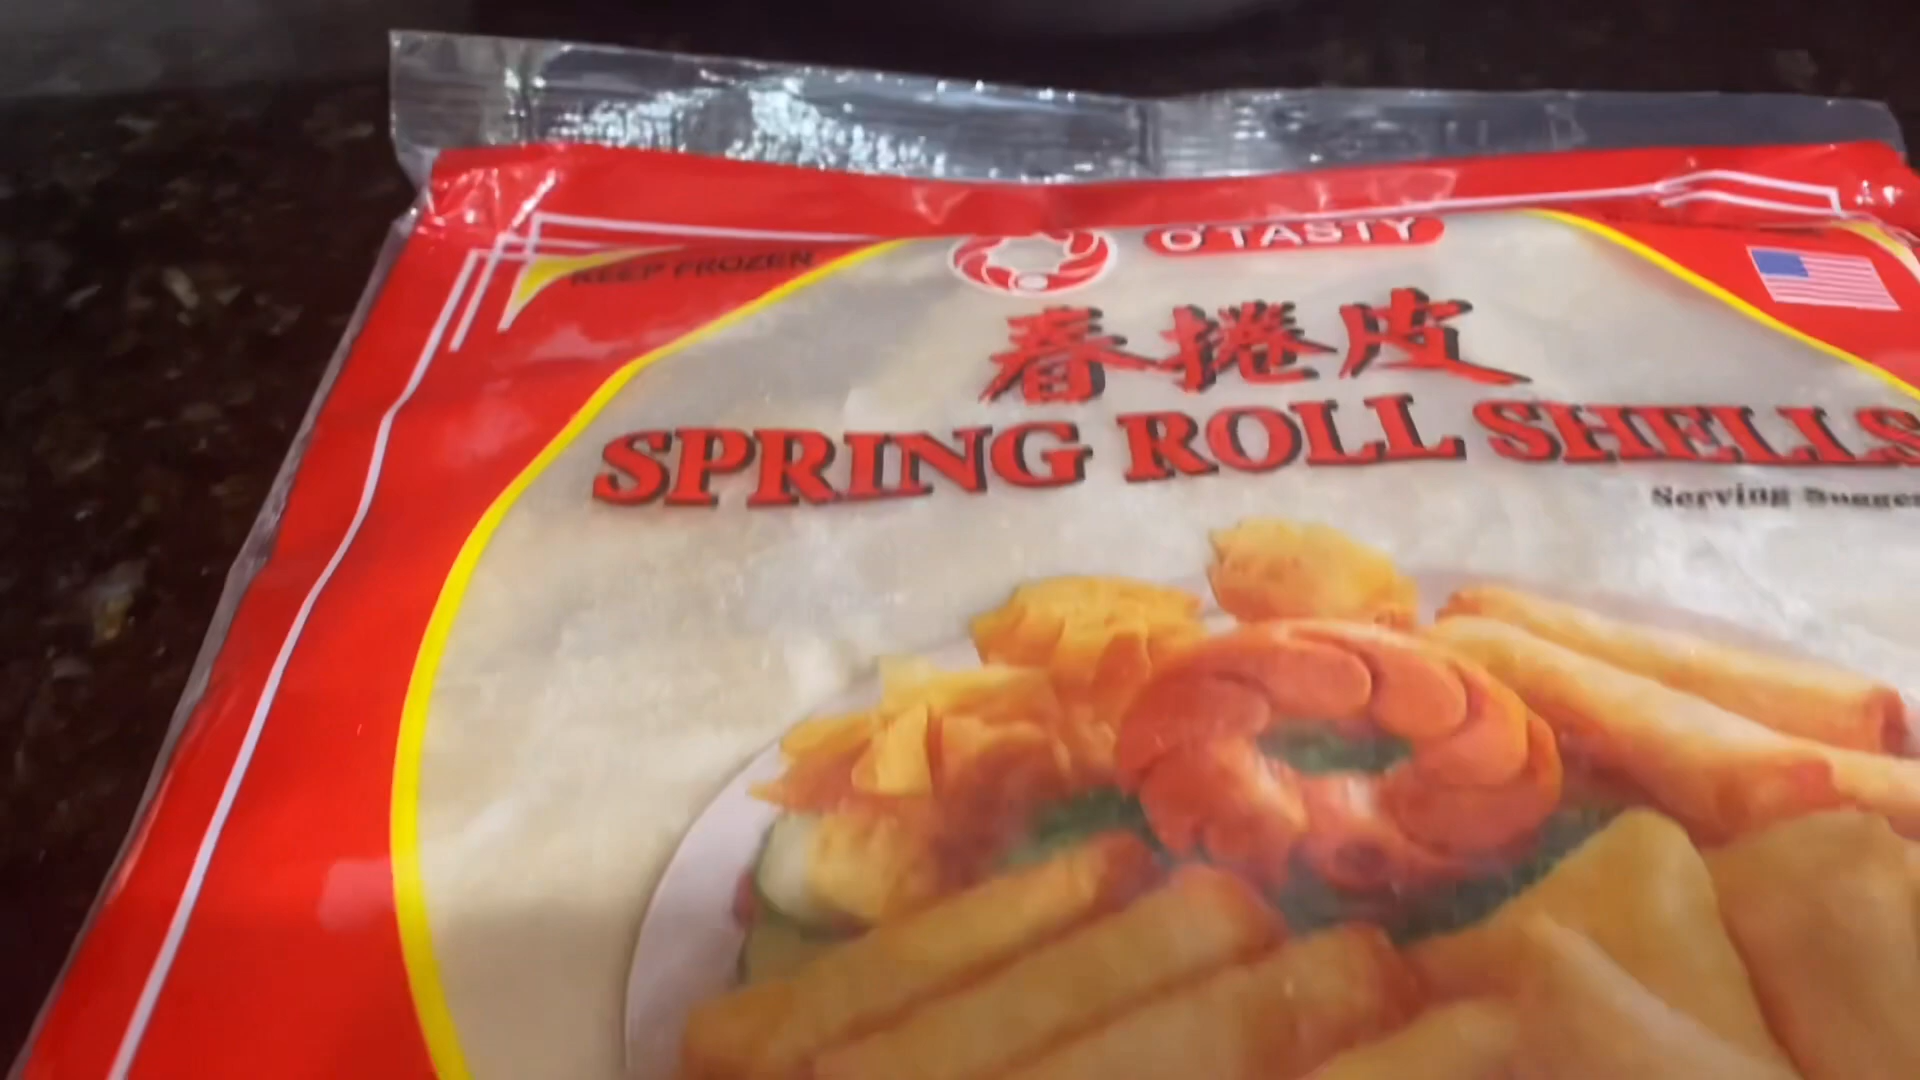 O'TASTY
KEEP FROZEN
春捲皮
SPRING ROLL SHELLS
Serving